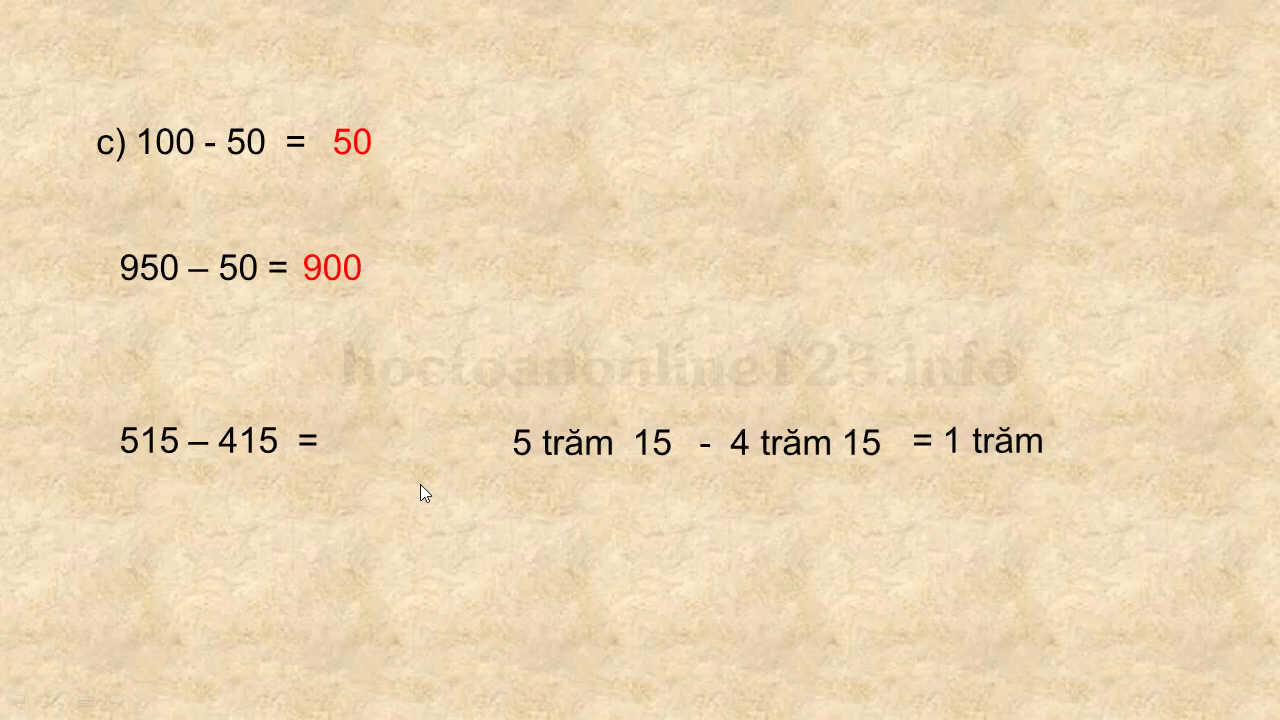 c) 100 - 50 = 50
950 – 50 = 900
hoctoanonline123.info
515 – 415 = 5 trăm 15 - 4 trăm 15 = 1 trăm